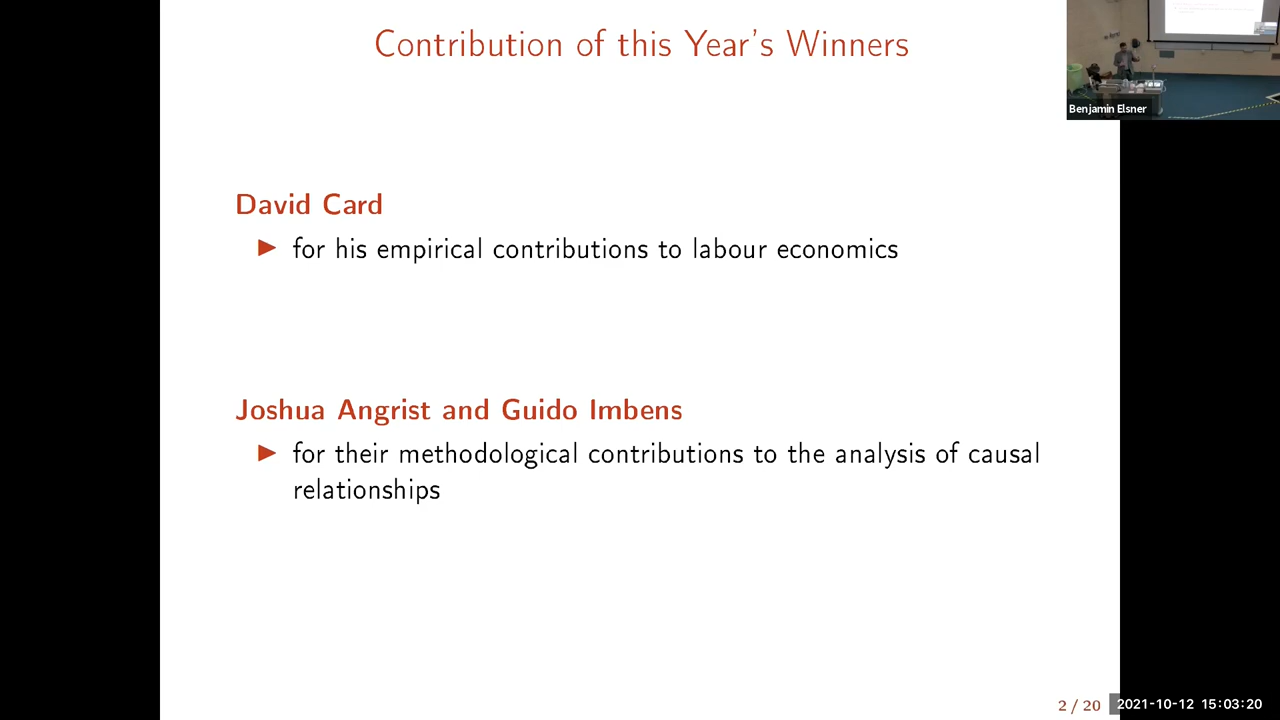 Contribution of this Year's Winners
Benjamin Elsner
David Card
▶ for his empirical contributions to labour economics
Joshua Angrist and Guido Imbens
▶ for their methodological contributions to the analysis of causal
relationships
2 / 20
2021-10-12 15:03:20